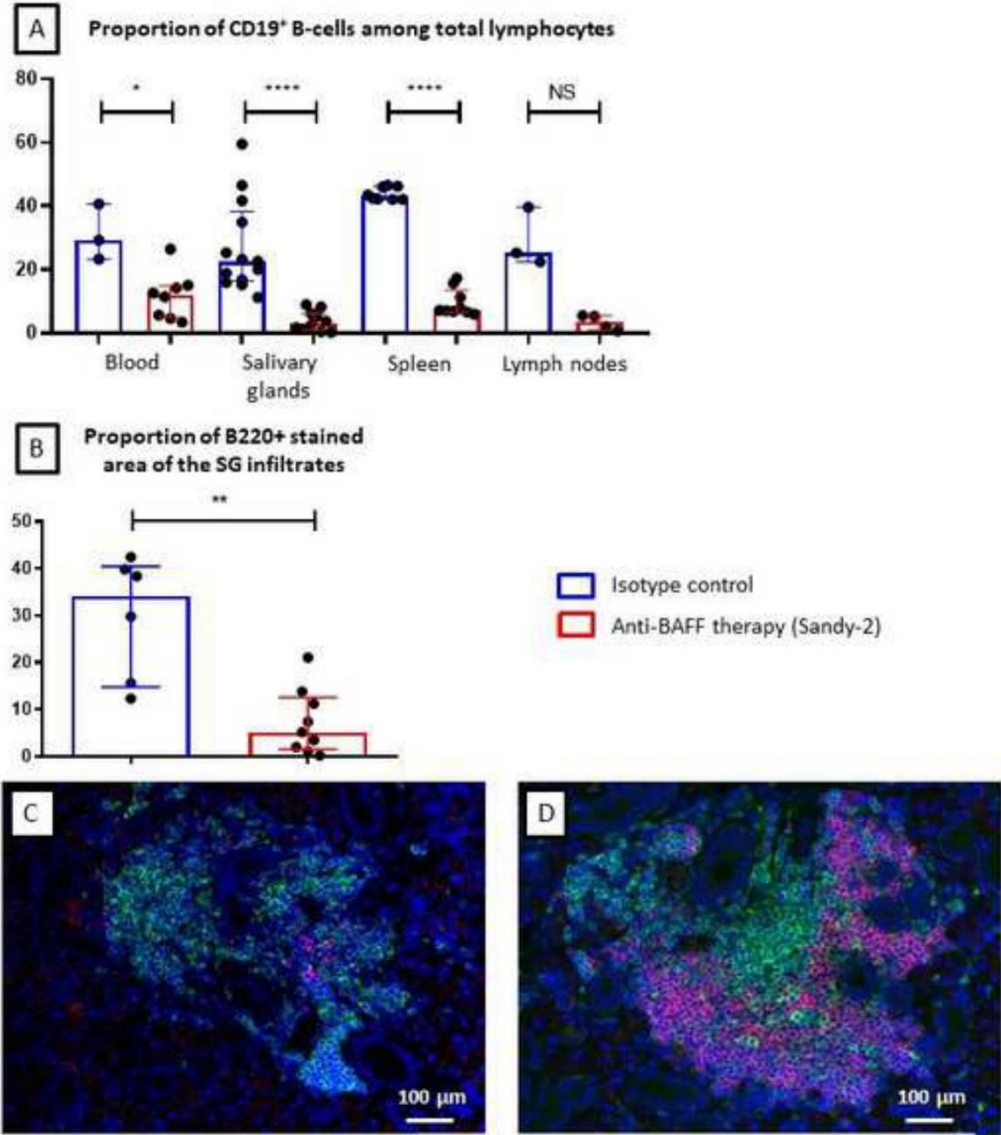 A
Proportion of CD19⁺ B-cells among total lymphocytes
80
60
40
20
0
*
****
****
NS
Blood
Salivary
glands
Spleen
Lymph nodes
B
Proportion of B220+ stained
area of the SG infiltrates
50
40
30
20
10
0
**
Isotype control
Anti-BAFF therapy (Sandy-2)
C
100 µm
D
100 µm